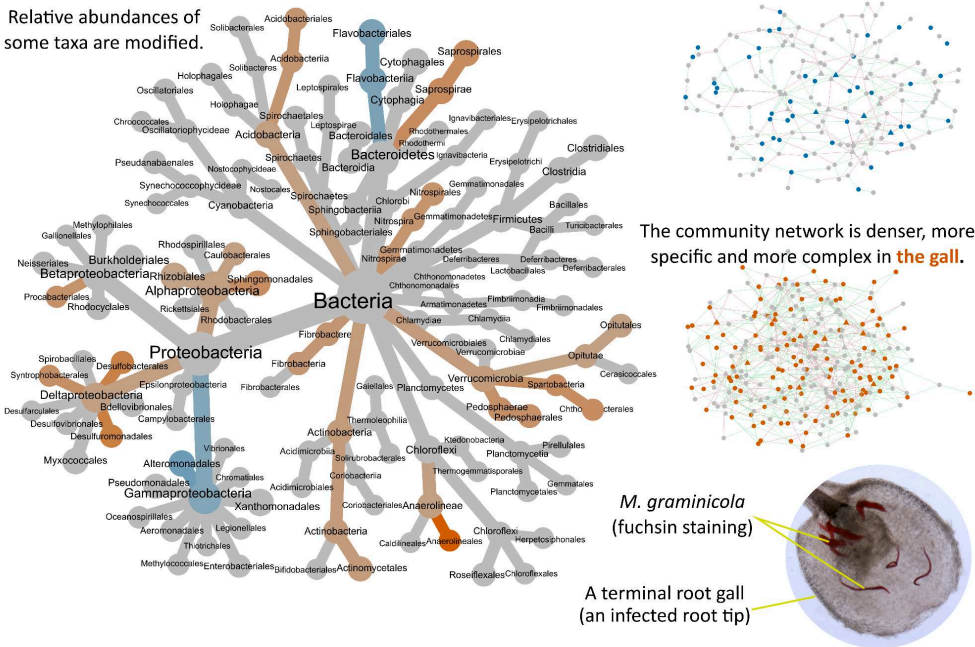 Relative abundances of
some taxa are modified.
Acidobacteriales
Solibacterales
Flavobacteriales
Acidobacteriia
Cytophagales
Saprospirales
Solibacteres
Holophagales
Flavobacteriia
Leptospirales
Saprospirae
Oscillatoriales
Cytophagia
Holophagae
Spirochaetales
Ignavibacteriales
Erysipelotrichales
Chroococcales
Leptospirae
Oscillatoriophycideae
Acidobacteria
Bacteroidales
Rhodothermales
Rhodothermi
Clostridiales
Pseudanabaenales
Spirochaetes
Bacteroidetes
Ignavibacteria
Erysipelotrichi
Nostocophycideae
Bacteroidia
Clostridia
Synechococcophycideae
Nostocales
Gemmatimonadales
Nitrospirales
Spirochaetes
Chlorobi
Synechococcales
Cyanobacteria
Sphingobacteriia
Bacillales
Nitrospira
Gemmatimonadetes
Firmicutes
Methylophilales
Bacilli
Turicibacterales
Gallionellales
Sphingobacteriales
Rhodospirillales
Gemmatimonadetes
Neisseriales
Burkholderiales
Caulobacterales
Nitrospirae
Deferribacteres
Deferribacteres
Betaproteobacteria
Rhizobiales
Lactobacillales
Deferribacterales
Sphingomonadales
Chthonomonadetes
Alphaproteobacteria
Chthonomonadales
Procabacteriales
Bacteria
Fimbriimonadia
Rhodocyclales
Rickettsiales
Armatimonadetes
Fimbriimonadales
Rhodobacterales
Chlamydiae
Chlamydiia
Opitutales
Fibrobacteres
Verrucomicrobiales
Chlamydiales
Proteobacteria
Verrucomicrobiae
Spirobacillales
Opitutae
Desulfobacterales
Fibrobacteria
Syntrophobacterales
Cerasicoccales
Epsilonproteobacteria
Gaiellales
Verrucomicrobia
Deltaproteobacteria
Fibrobacterales
Planctomycetes
Spartobacteria
Bdellovibrionales
Pedosphaerae
Desulfarculales
Chtho
terales
Desulfovibrionales
Campylobacterales
Thermoleophilia
Pedosphaerales
Actinobacteria
Desulfuromonadales
Ktedonobacteria
Vibrionales
Acidimicrobiia
Chloroflexi
Pirellulales
Myxococcales
Alteromonadales
Solirubrobacterales
Planctomycetia
Chromatiales
Thermogemmatisporales
Pseudomonadales
Coriobacteriia
Gemmatales
Gammaproteobacteria
Acidimicrobiales
Planctomycetales
Xanthomonadales
Coriobacteriales
Anaerolineae
Oceanospirillales
Legionellales
Aeromonadales
Actinobacteria
Chloroflexi
Thiotrichales
Caldilineales
Anaerolineales
Herpetosiphonales
Methylococcales
Enterobacteriales
Bifidobacteriales
Actinomycetales
Roseiflexales
Chloroflexales
The community network is denser, more
specific and more complex in the gall.
M. graminicola
(fuchsin staining)
A terminal root gall
(an infected root tip)